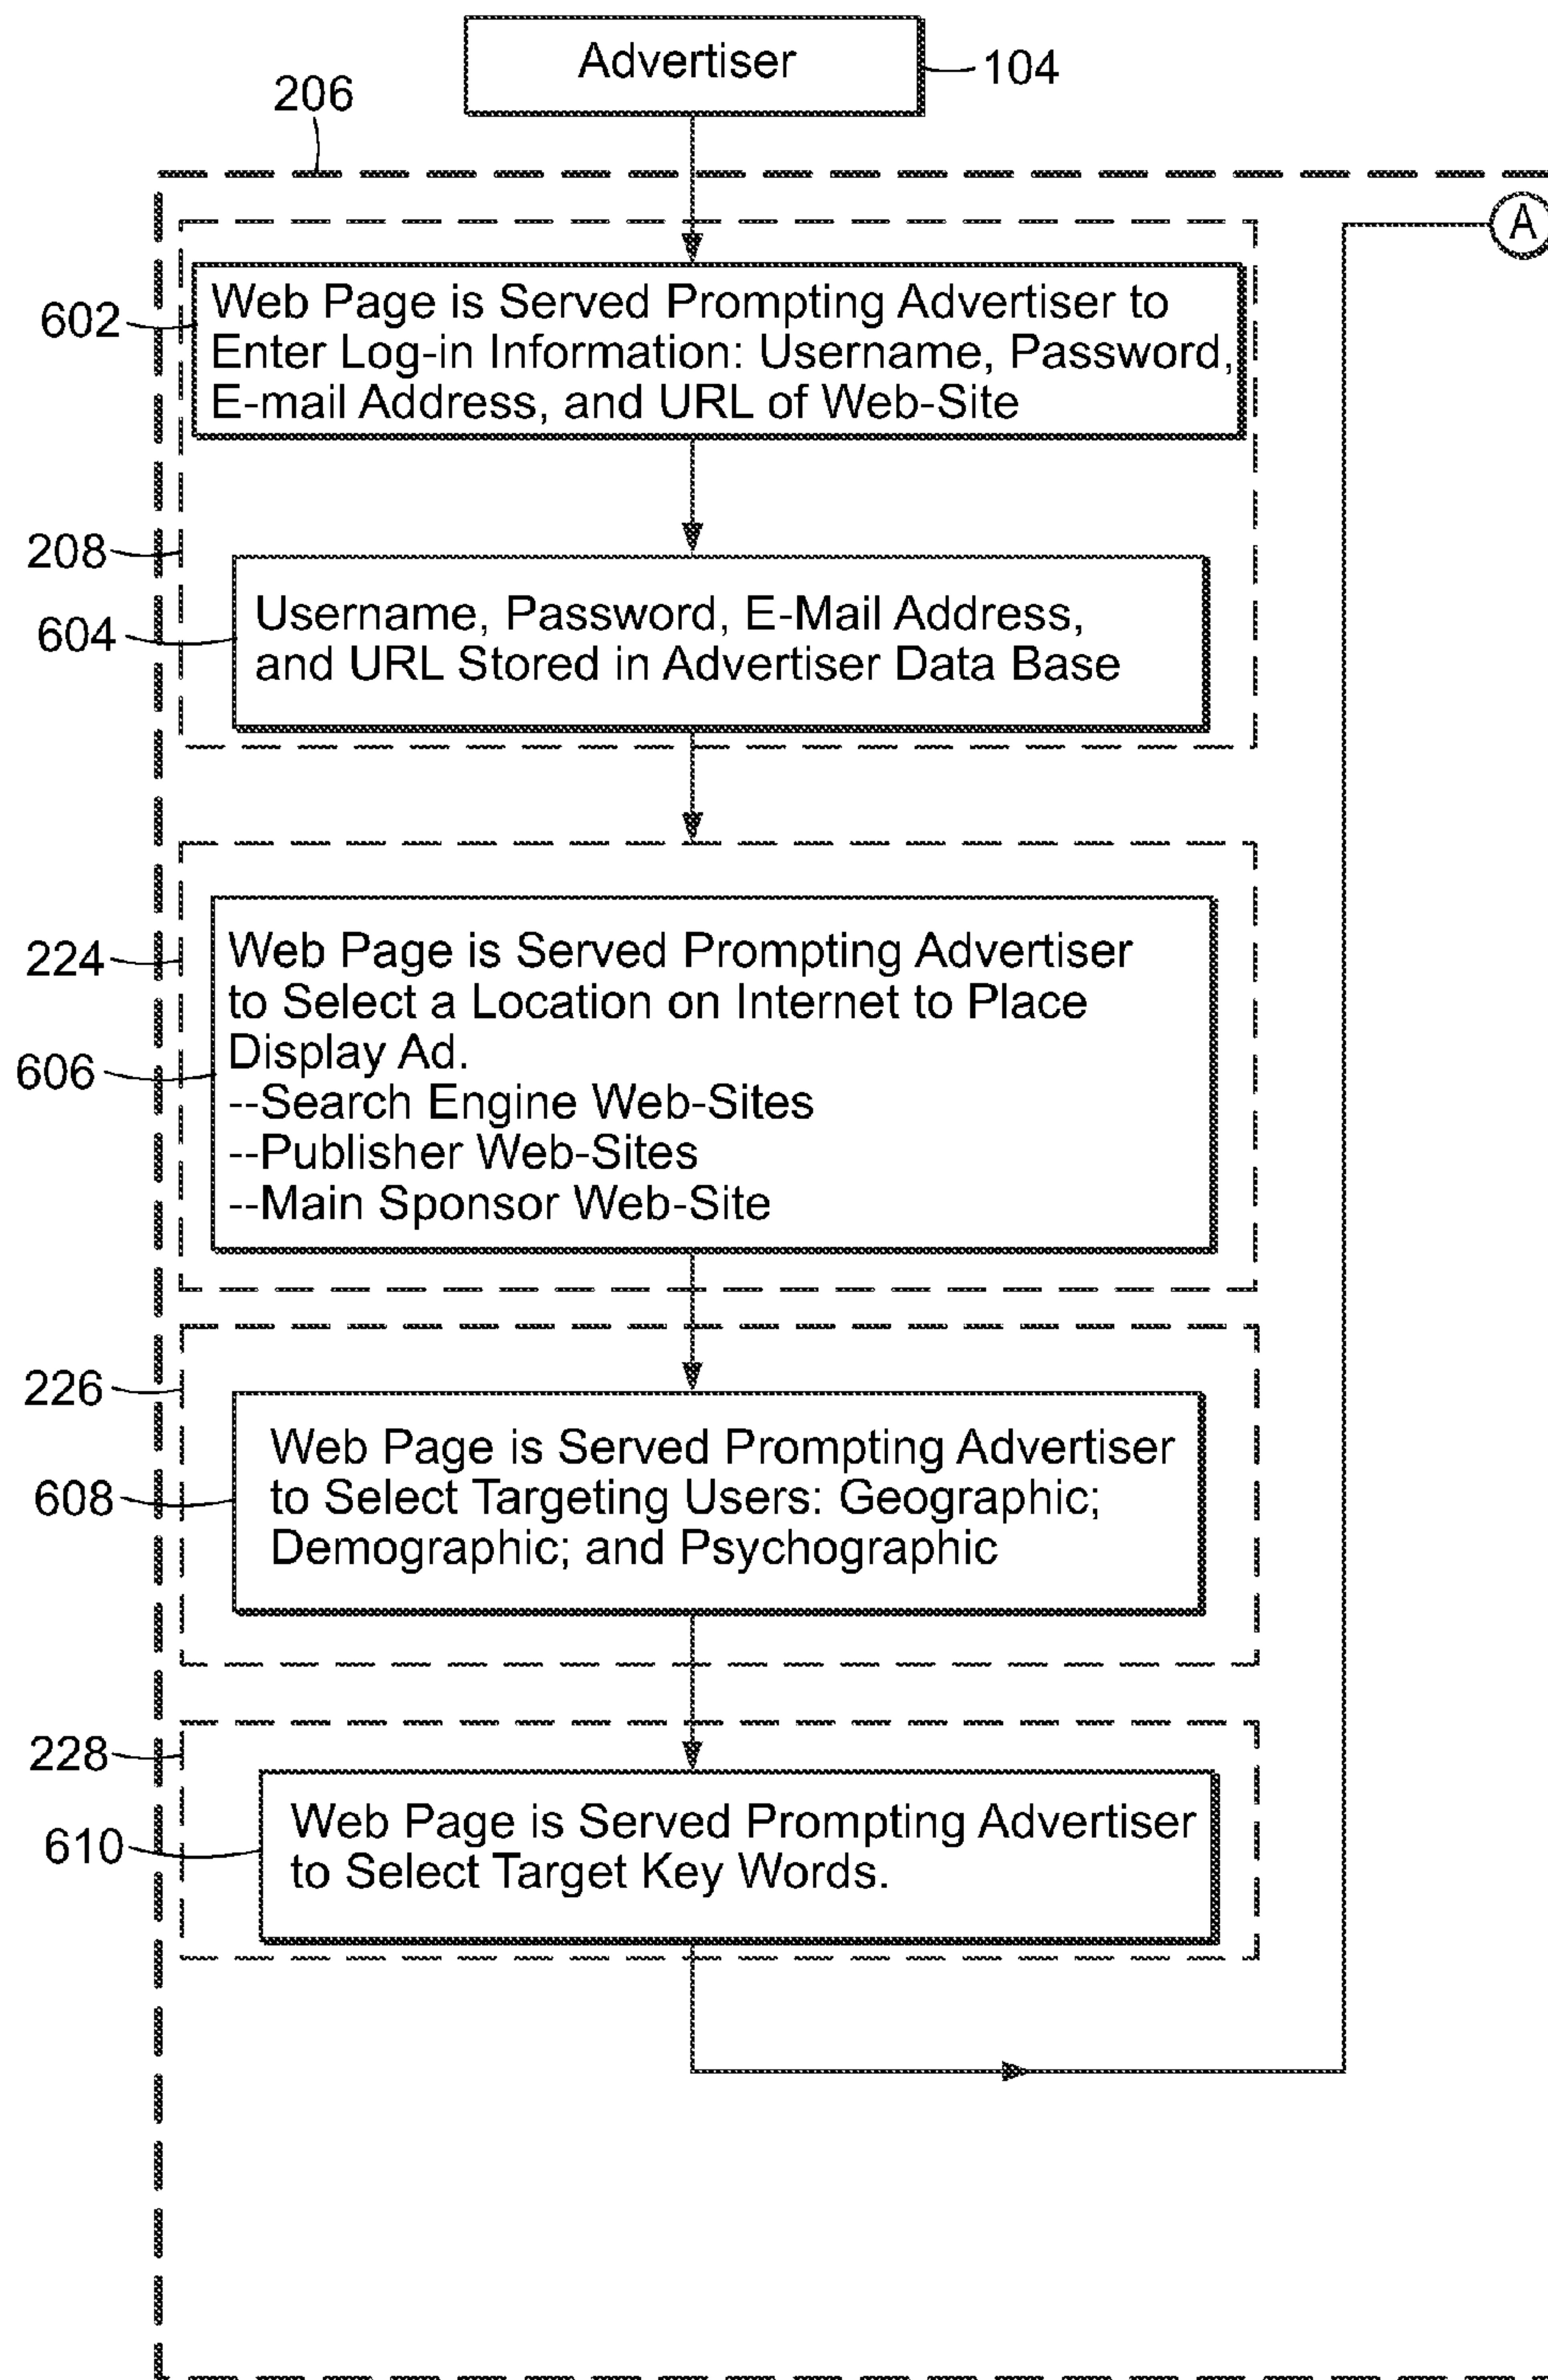 Advertiser
104
206
A
602
Web Page is Served Prompting Advertiser to
Enter Log-in Information: Username, Password,
E-mail Address, and URL of Web-Site
208
604
Username, Password, E-Mail Address,
and URL Stored in Advertiser Data Base
224
606
Web Page is Served Prompting Advertiser
to Select a Location on Internet to Place
Display Ad.
--Search Engine Web-Sites
--Publisher Web-Sites
--Main Sponsor Web-Site
226
608
Web Page is Served Prompting Advertiser
to Select Targeting Users: Geographic;
Demographic; and Psychographic
228
610
Web Page is Served Prompting Advertiser
to Select Target Key Words.